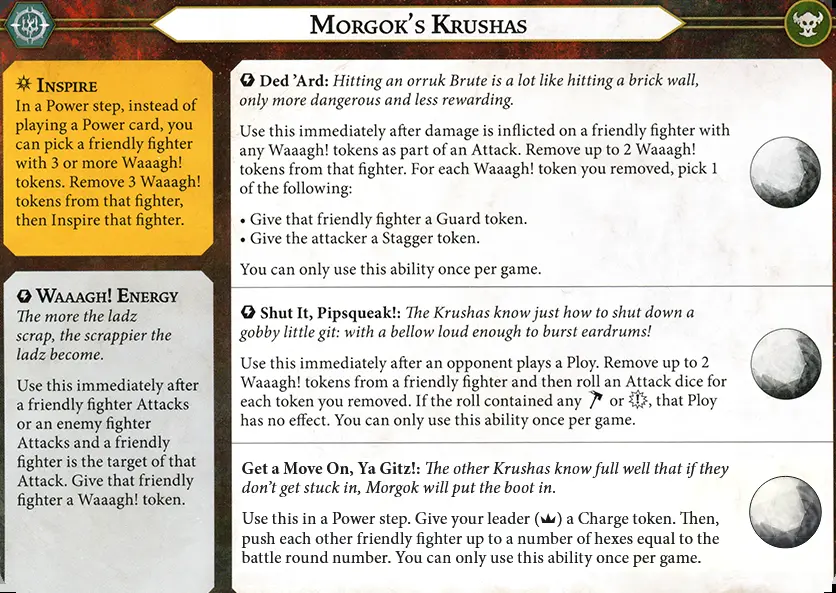 Morgok's Krushas
Inspire
In a Power step, instead of
playing a Power card, you
can pick a friendly fighter
with 3 or more Waaagh!
tokens. Remove 3 Waaagh!
tokens from that fighter,
then Inspire that fighter.
Waaagh! Energy
The more the ladz
scrap, the scrappier the
ladz become.
Use this immediately after
a friendly fighter Attacks
or an enemy fighter
Attacks and a friendly
fighter is the target of that
Attack. Give that friendly
fighter a Waaagh! token.
Ded 'Ard: Hitting an orruk Brute is a lot like hitting a brick wall,
only more dangerous and less rewarding.
Use this immediately after damage is inflicted on a friendly fighter with
any Waaagh! tokens as part of an Attack. Remove up to 2 Waaagh!
tokens from that fighter. For each Waaagh! token you removed, pick 1
of the following:
• Give that friendly fighter a Guard token.
• Give the attacker a Stagger token.
You can only use this ability once per game.
Shut It, Pipsqueak!: The Krushas know just how to shut down a
gobby little git: with a bellow loud enough to burst eardrums!
Use this immediately after an opponent plays a Ploy. Remove up to 2
Waaagh! tokens from a friendly fighter and then roll an Attack dice for
each token you removed. If the roll contained any or , that Ploy
has no effect. You can only use this ability once per game.
Get a Move On, Ya Gitz!: The other Krushas know full well that if they
don't get stuck in, Morgok will put the boot in.
Use this in a Power step. Give your leader () a Charge token. Then,
push each other friendly fighter up to a number of hexes equal to the
battle round number. You can only use this ability once per game.